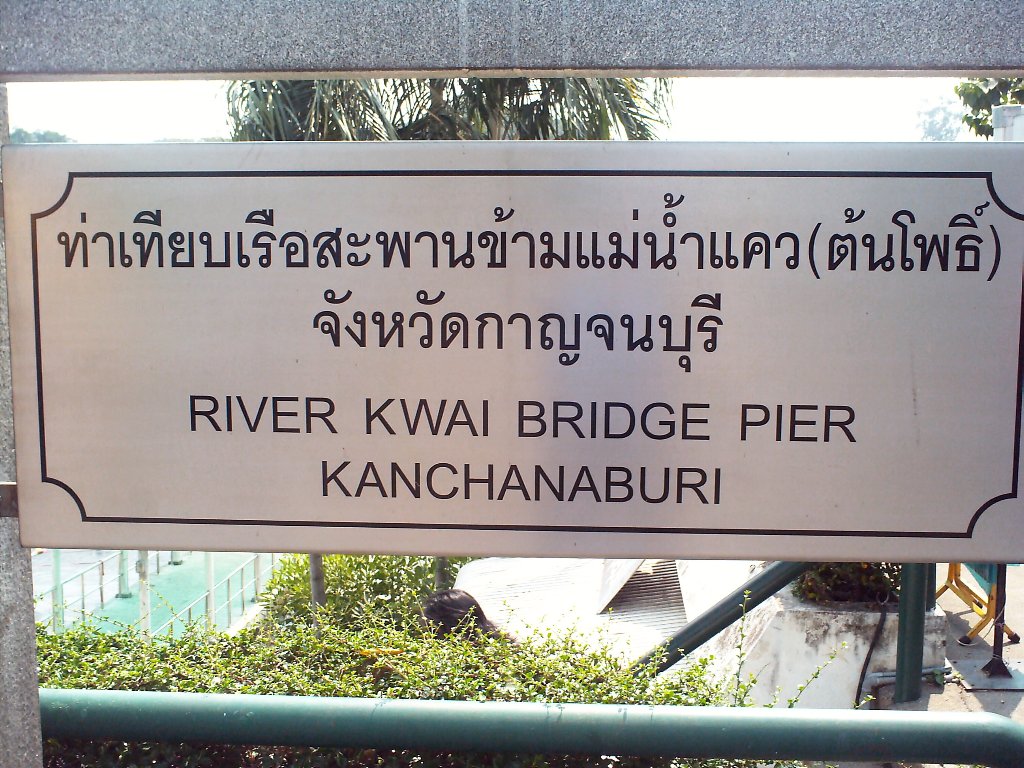 ท่าเทียบเรือสะพานข้ามแม่น้ำแคว(ต้นโพธิ์)
จังหวัดกาญจนบุรี
RIVER KWAI BRIDGE PIER
KANCHANABURI